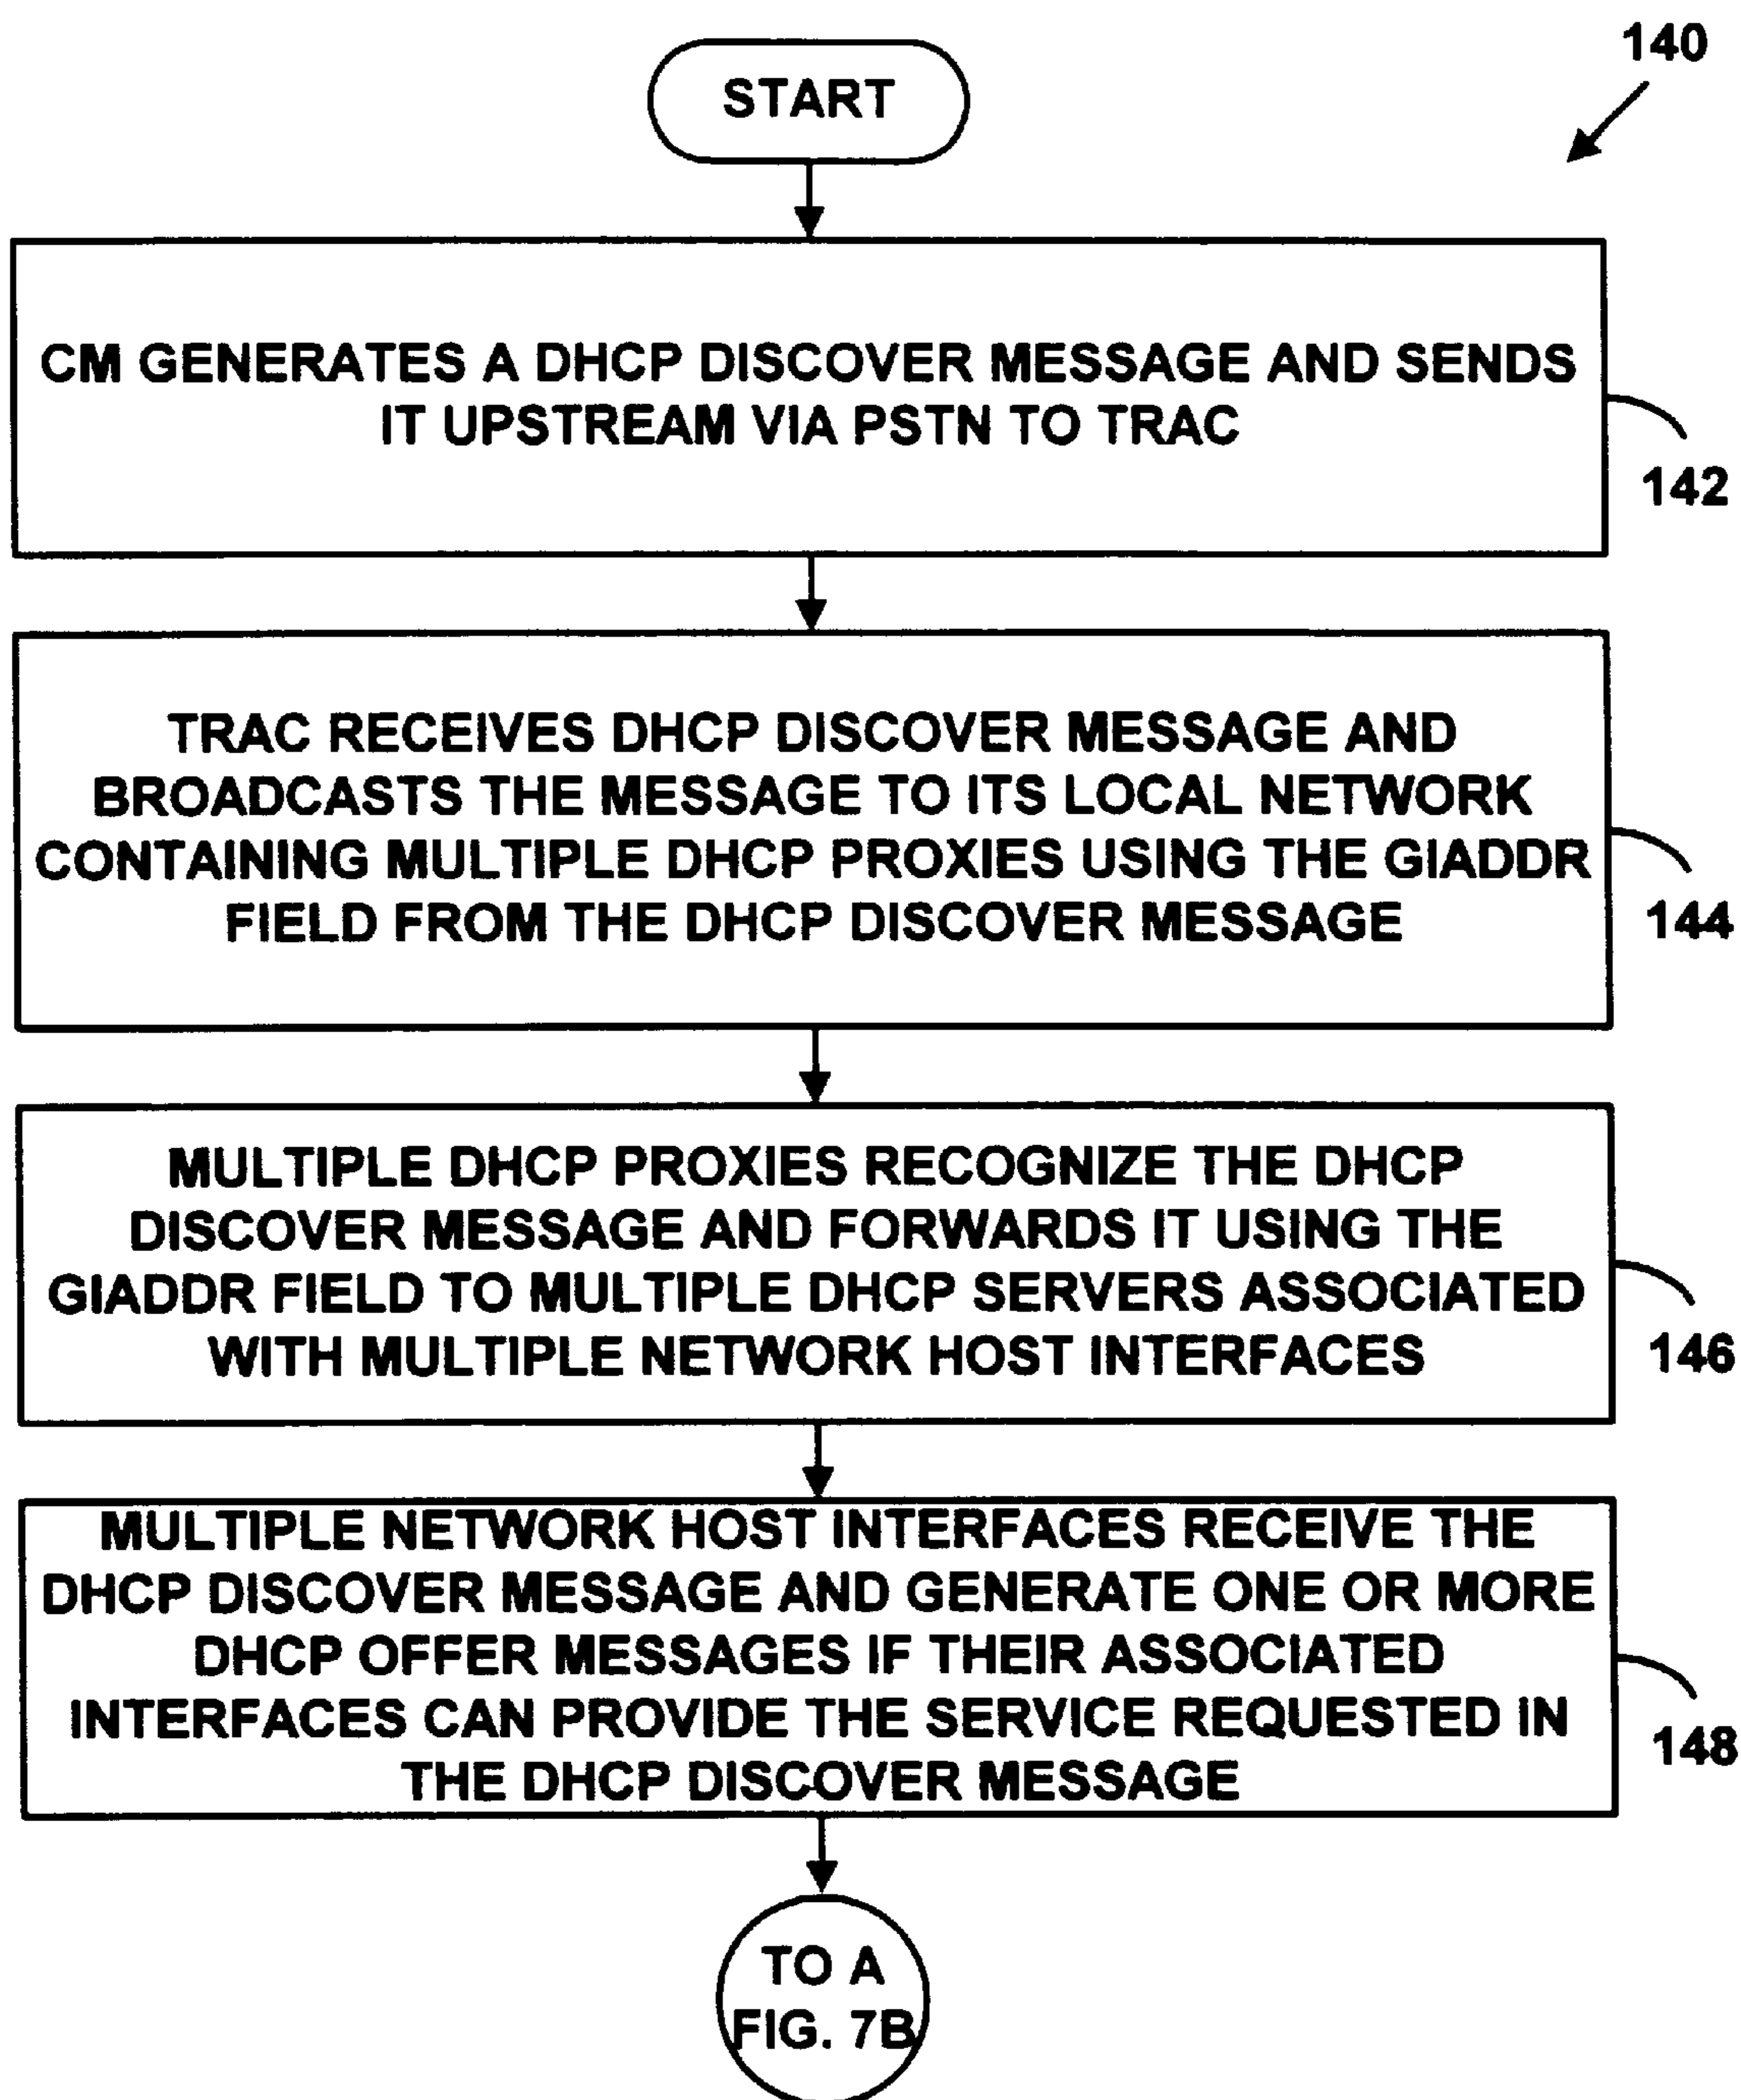 140
START
CM GENERATES A DHCP DISCOVER MESSAGE AND SENDS
IT UPSTREAM VIA PSTN TO TRAC
142
TRAC RECEIVES DHCP DISCOVER MESSAGE AND
BROADCASTS THE MESSAGE TO ITS LOCAL NETWORK
CONTAINING MULTIPLE DHCP PROXIES USING THE GIADDR
FIELD FROM THE DHCP DISCOVER MESSAGE
144
MULTIPLE DHCP PROXIES RECOGNIZE THE DHCP
DISCOVER MESSAGE AND FORWARDS IT USING THE
GIADDR FIELD TO MULTIPLE DHCP SERVERS ASSOCIATED
WITH MULTIPLE NETWORK HOST INTERFACES
146
MULTIPLE NETWORK HOST INTERFACES RECEIVE THE
DHCP DISCOVER MESSAGE AND GENERATE ONE OR MORE
DHCP OFFER MESSAGES IF THEIR ASSOCIATED
INTERFACES CAN PROVIDE THE SERVICE REQUESTED IN
THE DHCP DISCOVER MESSAGE
148
TO A
FIG. 7B